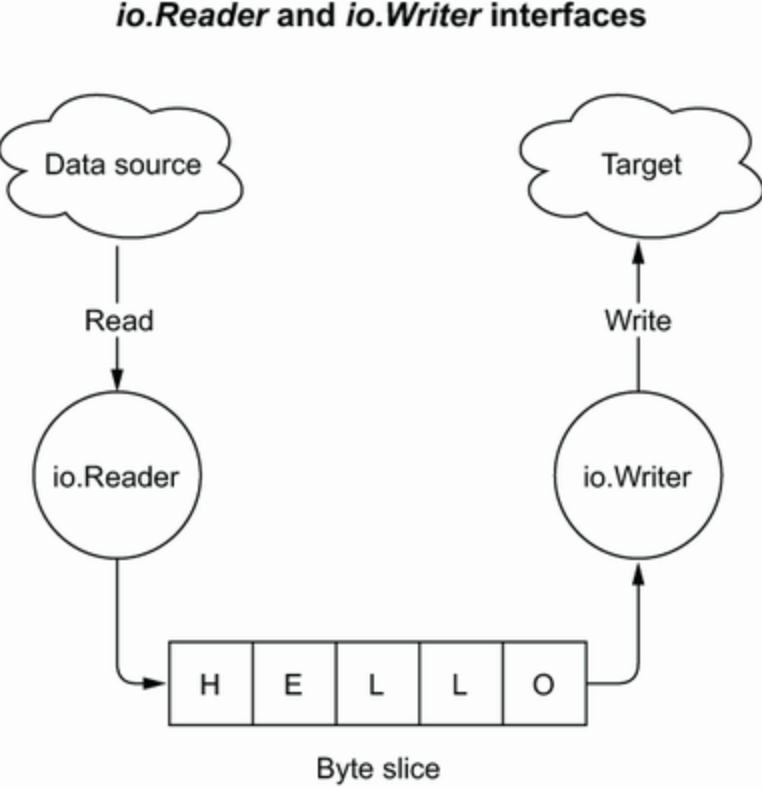 io.Reader and io.Writer interfaces
Data source
Target
Read
Write
io.Reader
io.Writer
H E L L O
Byte slice